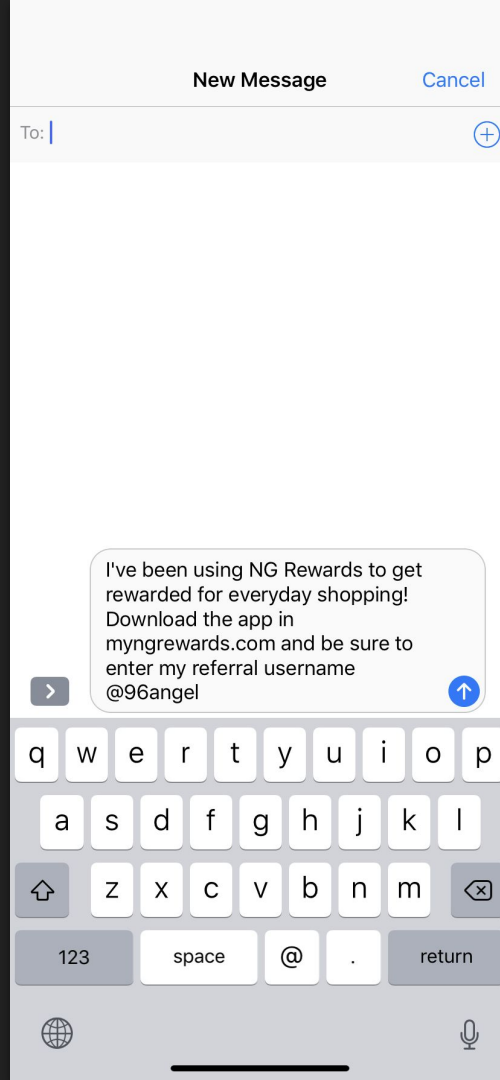 New Message
Cancel
To:
I've been using NG Rewards to get
rewarded for everyday shopping!
Download the app in
myngrewards.com and be sure to
enter my referral username
@96angel
q w e r t y u i o p
a s d f g h j k l
z x c v b n m
123 space @ . return